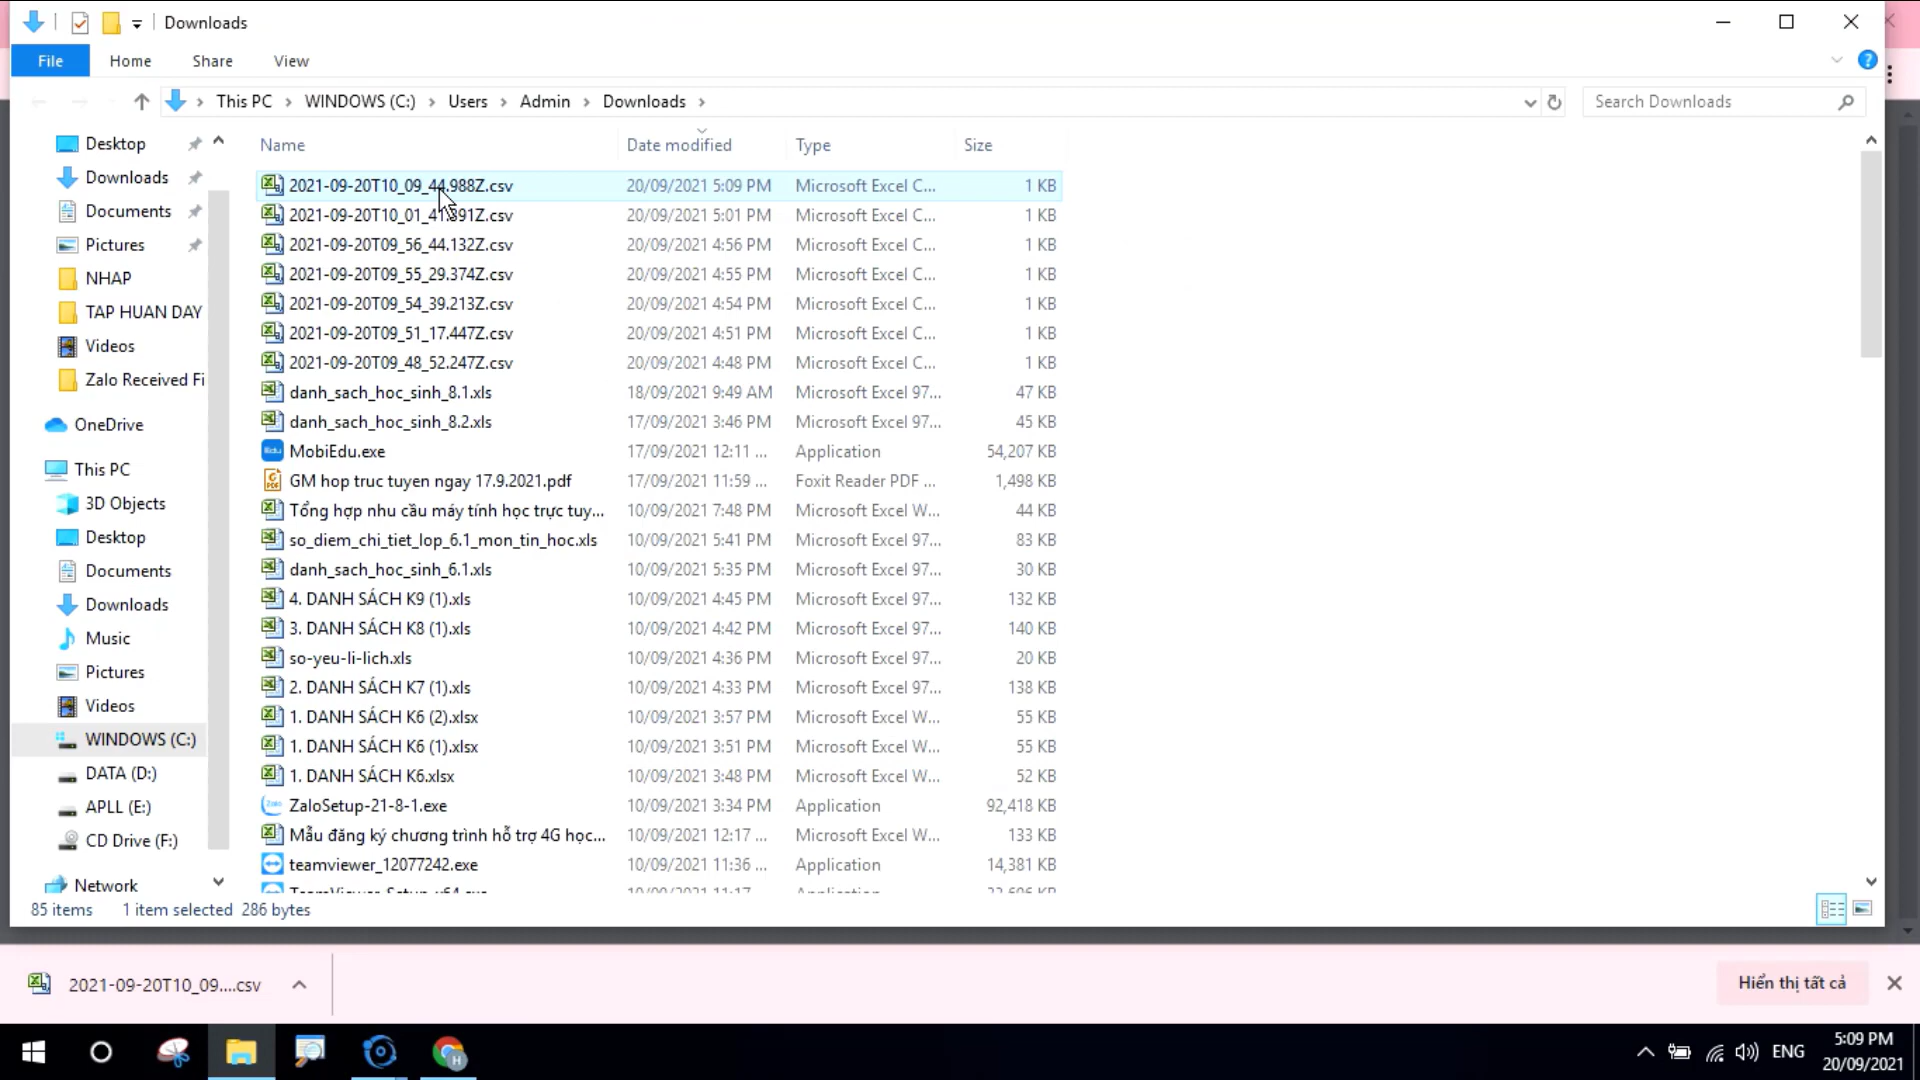 Downloads
File Home Share View
This PC WINDOWS (C:) Users Admin Downloads
Search Downloads
Desktop
Downloads
Documents
Pictures
NHAP
TAP HUAN DAY
Videos
Zalo Received Fi
OneDrive
This PC
3D Objects
Desktop
Documents
Downloads
Music
Pictures
Videos
WINDOWS (C:)
DATA (D:)
APLL (E:)
CD Drive (F:)
Network
Name Date modified Type Size
2021-09-20T10_09_44.988Z.csv 20/09/2021 5:09 PM Microsoft Excel C... 1 KB
2021-09-20T10_01_41.391Z.csv 20/09/2021 5:01 PM Microsoft Excel C... 1 KB
2021-09-20T09_56_44.132Z.csv 20/09/2021 4:56 PM Microsoft Excel C... 1 KB
2021-09-20T09_55_29.374Z.csv 20/09/2021 4:55 PM Microsoft Excel C... 1 KB
2021-09-20T09_54_39.213Z.csv 20/09/2021 4:54 PM Microsoft Excel C... 1 KB
2021-09-20T09_51_17.447Z.csv 20/09/2021 4:51 PM Microsoft Excel C... 1 KB
2021-09-20T09_48_52.247Z.csv 20/09/2021 4:48 PM Microsoft Excel C... 1 KB
danh_sach_hoc_sinh_8.1.xls 18/09/2021 9:49 AM Microsoft Excel 97... 47 KB
danh_sach_hoc_sinh_8.2.xls 17/09/2021 3:46 PM Microsoft Excel 97... 45 KB
MobiEdu.exe 17/09/2021 12:11 ... Application 54,207 KB
GM hop truc tuyen ngay 17.9.2021.pdf 17/09/2021 11:59 ... Foxit Reader PDF ... 1,498 KB
Tổng hợp nhu cầu máy tính học trực tuy... 10/09/2021 7:48 PM Microsoft Excel W... 44 KB
so_diem_chi_tiet_lop_6.1_mon_tin_hoc.xls 10/09/2021 5:41 PM Microsoft Excel 97... 83 KB
danh_sach_hoc_sinh_6.1.xls 10/09/2021 5:35 PM Microsoft Excel 97... 30 KB
4. DANH SÁCH K9 (1).xls 10/09/2021 4:45 PM Microsoft Excel 97... 132 KB
3. DANH SÁCH K8 (1).xls 10/09/2021 4:42 PM Microsoft Excel 97... 140 KB
so-yeu-li-lich.xls 10/09/2021 4:36 PM Microsoft Excel 97... 20 KB
2. DANH SÁCH K7 (1).xls 10/09/2021 4:33 PM Microsoft Excel 97... 138 KB
1. DANH SÁCH K6 (2).xlsx 10/09/2021 3:57 PM Microsoft Excel W... 55 KB
1. DANH SÁCH K6 (1).xlsx 10/09/2021 3:51 PM Microsoft Excel W... 55 KB
1. DANH SÁCH K6.xlsx 10/09/2021 3:48 PM Microsoft Excel W... 52 KB
ZaloSetup-21-8-1.exe 10/09/2021 3:34 PM Application 92,418 KB
Mẫu đăng ký chương trình hỗ trợ 4G học... 10/09/2021 12:17 ... Microsoft Excel W... 133 KB
teamviewer_12077242.exe 10/09/2021 11:36 ... Application 14,381 KB
TeamViewer_Setup_x64.exe 10/09/2021 11:17 ... Application
85 items 1 item selected 286 bytes
2021-09-20T10_09....csv
Hiển thị tất cả
ENG
5:09 PM
20/09/2021